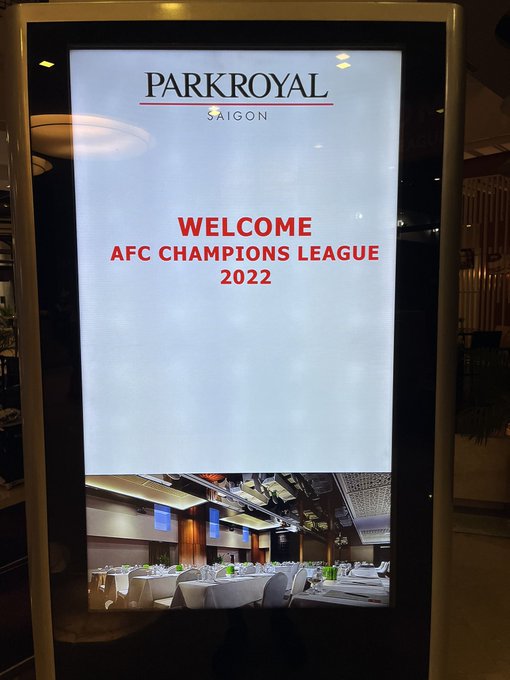 PARKROYAL
SAIGON
WELCOME
AFC CHAMPIONS LEAGUE
2022